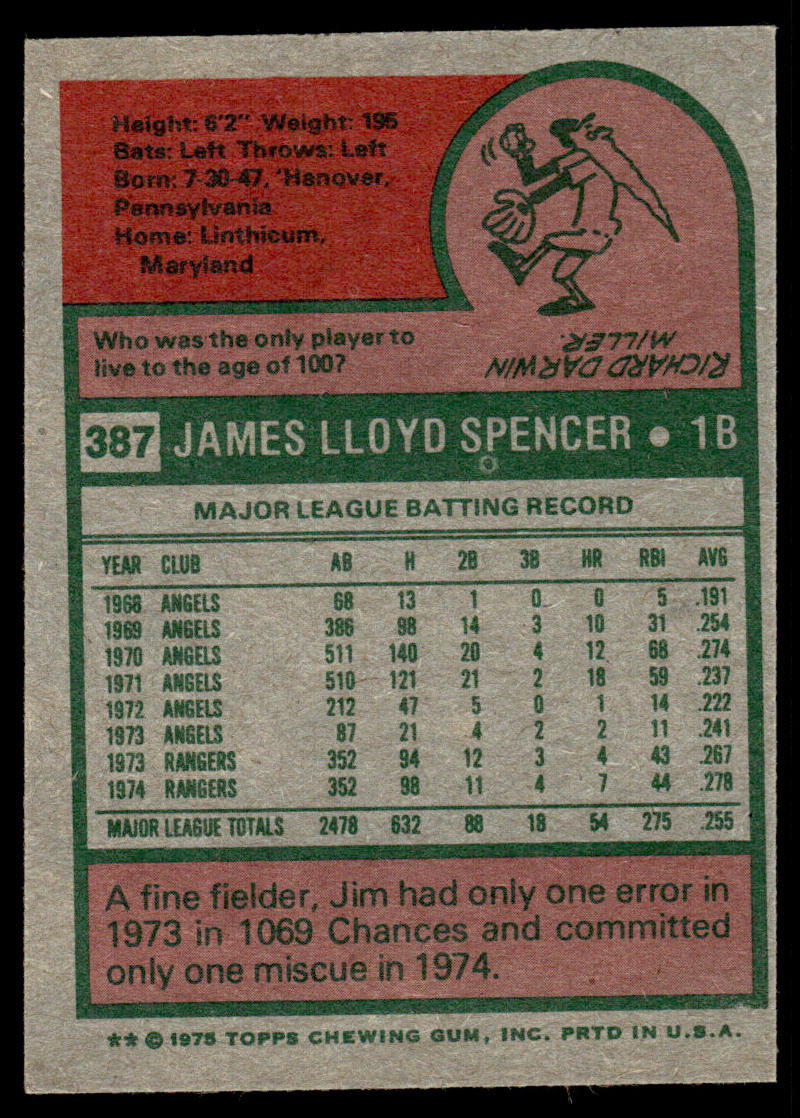 Height: 6'2" Weight: 195
Bats: Left Throws: Left
Born: 7-30-47, 'Hanover,
Pennsylvania
Home: Linthicum,
Maryland
Who was the only player to
live to the age of 100?
RICHARD DARWIN
MILLER.
387 JAMES LLOYD SPENCER • 1B
MAJOR LEAGUE BATTING RECORD
YEAR CLUB AB H 2B 3B HR RBI AVG
1968 ANGELS 68 13 1 0 0 5 .191
1969 ANGELS 386 98 14 3 10 31 .254
1970 ANGELS 511 140 20 4 12 68 .274
1971 ANGELS 510 121 21 2 18 59 .237
1972 ANGELS 212 47 5 0 1 14 .222
1973 ANGELS 87 21 4 2 2 11 .241
1973 RANGERS 352 94 12 3 4 43 .267
1974 RANGERS 352 98 11 4 7 44 .278
MAJOR LEAGUE TOTALS 2478 632 88 18 54 275 .255
A fine fielder, Jim had only one error in
1973 in 1069 Chances and committed
only one miscue in 1974.
** © 1975 TOPPS CHEWING GUM, INC. PRTD IN U.S.A.